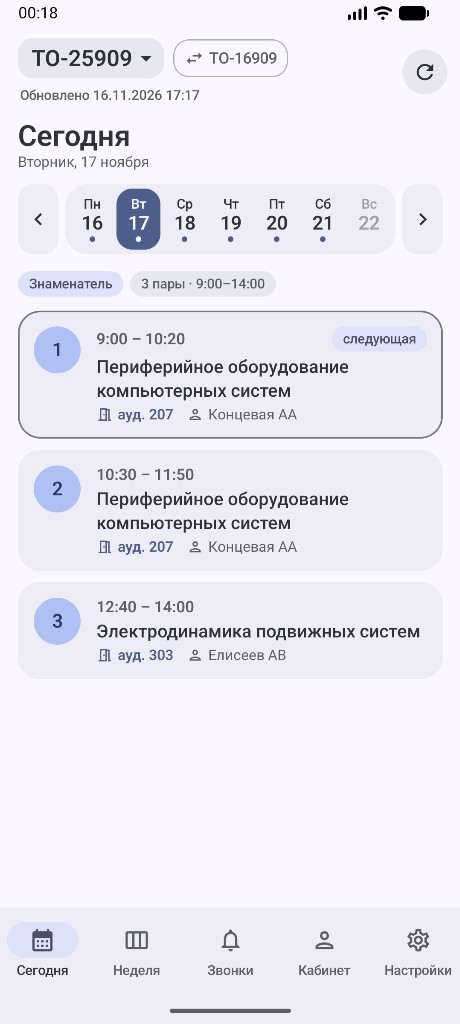 00:18
ТО-25909
ТО-16909
Обновлено 16.11.2026 17:17
Сегодня
Вторник, 17 ноября
Пн Вт Ср Чт Пт Сб Вс
16 17 18 19 20 21 22
Знаменатель
3 пары · 9:00–14:00
1
9:00 – 10:20
следующая
Периферийное оборудование
компьютерных систем
ауд. 207 Концевая АА
2
10:30 – 11:50
Периферийное оборудование
компьютерных систем
ауд. 207 Концевая АА
3
12:40 – 14:00
Электродинамика подвижных систем
ауд. 303 Елисеев АВ
Сегодня Неделя Звонки Кабинет Настройки